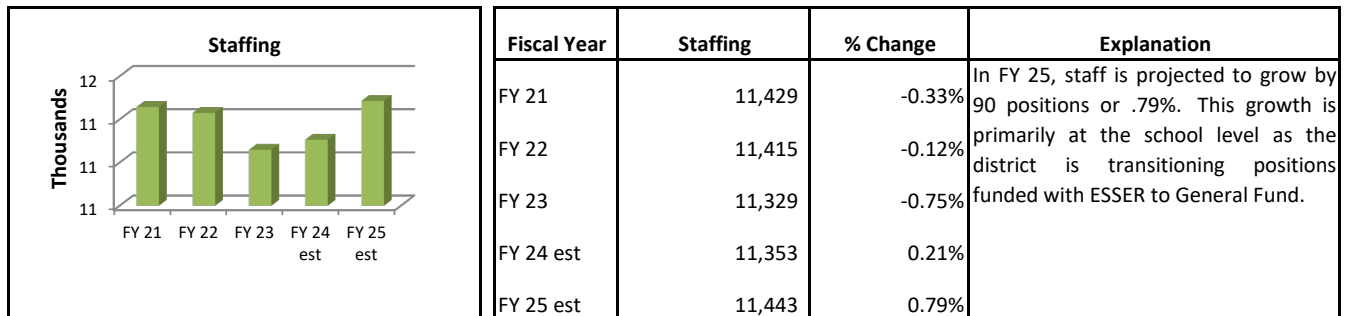 Staffing
Thousands
12
11
11
11
FY 21 FY 22 FY 23 FY 24 FY 25
est est
Fiscal Year Staffing % Change Explanation
FY 21 11,429 -0.33%
FY 22 11,415 -0.12%
FY 23 11,329 -0.75%
FY 24 est 11,353 0.21%
FY 25 est 11,443 0.79%
In FY 25, staff is projected to grow by
90 positions or .79%. This growth is
primarily at the school level as the
district is transitioning positions
funded with ESSER to General Fund.